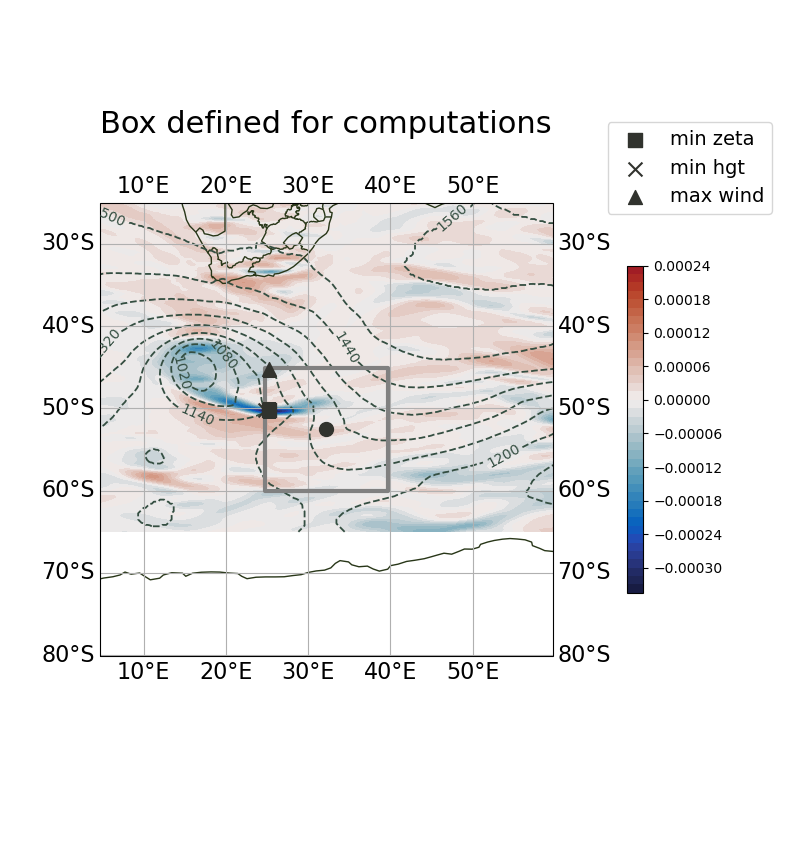 Box defined for computations
min zeta
min hgt
max wind
10°E 20°E 30°E 40°E 50°E
500
1560
30°S 30°S
0.00024
0.00018
40°S 40°S
320
1080
1440
0.00012
1020
0.00006
1140
50°S 50°S
0.00000
−0.00006
1200
60°S 60°S
−0.00012
−0.00018
−0.00024
70°S 70°S
−0.00030
80°S 80°S
10°E 20°E 30°E 40°E 50°E